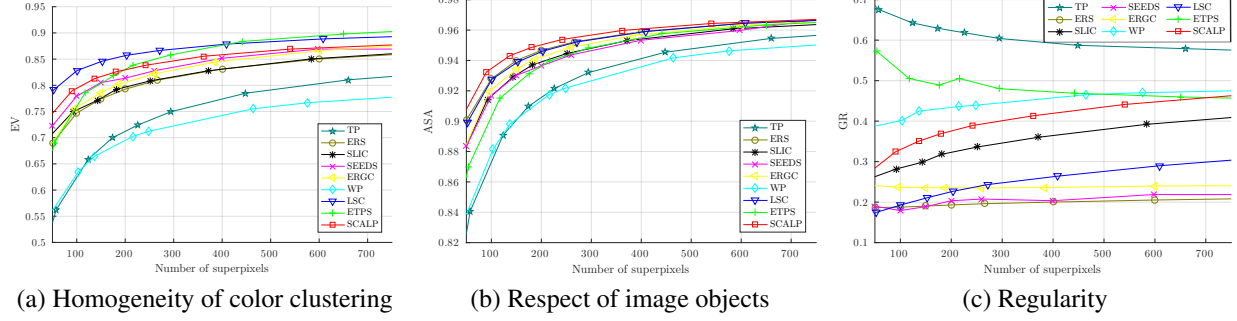 0.95
0.9
0.85
0.8
0.75
0.7
0.65
0.6
0.55
0.5
EV
100 200 300 400 500 600 700
Number of superpixels
TP
ERS
SLIC
SEEDS
ERGC
WP
LSC
ETPS
SCALP
(a) Homogeneity of color clustering
0.98
0.96
0.94
0.92
0.9
0.88
0.86
0.84
0.82
ASA
100 200 300 400 500 600 700
Number of superpixels
TP
ERS
SLIC
SEEDS
ERGC
WP
LSC
ETPS
SCALP
(b) Respect of image objects
0.7
0.6
0.5
0.4
0.3
0.2
0.1
GR
100 200 300 400 500 600 700
Number of superpixels
TP SEEDS LSC
ERS ERGC ETPS
SLIC WP SCALP
(c) Regularity